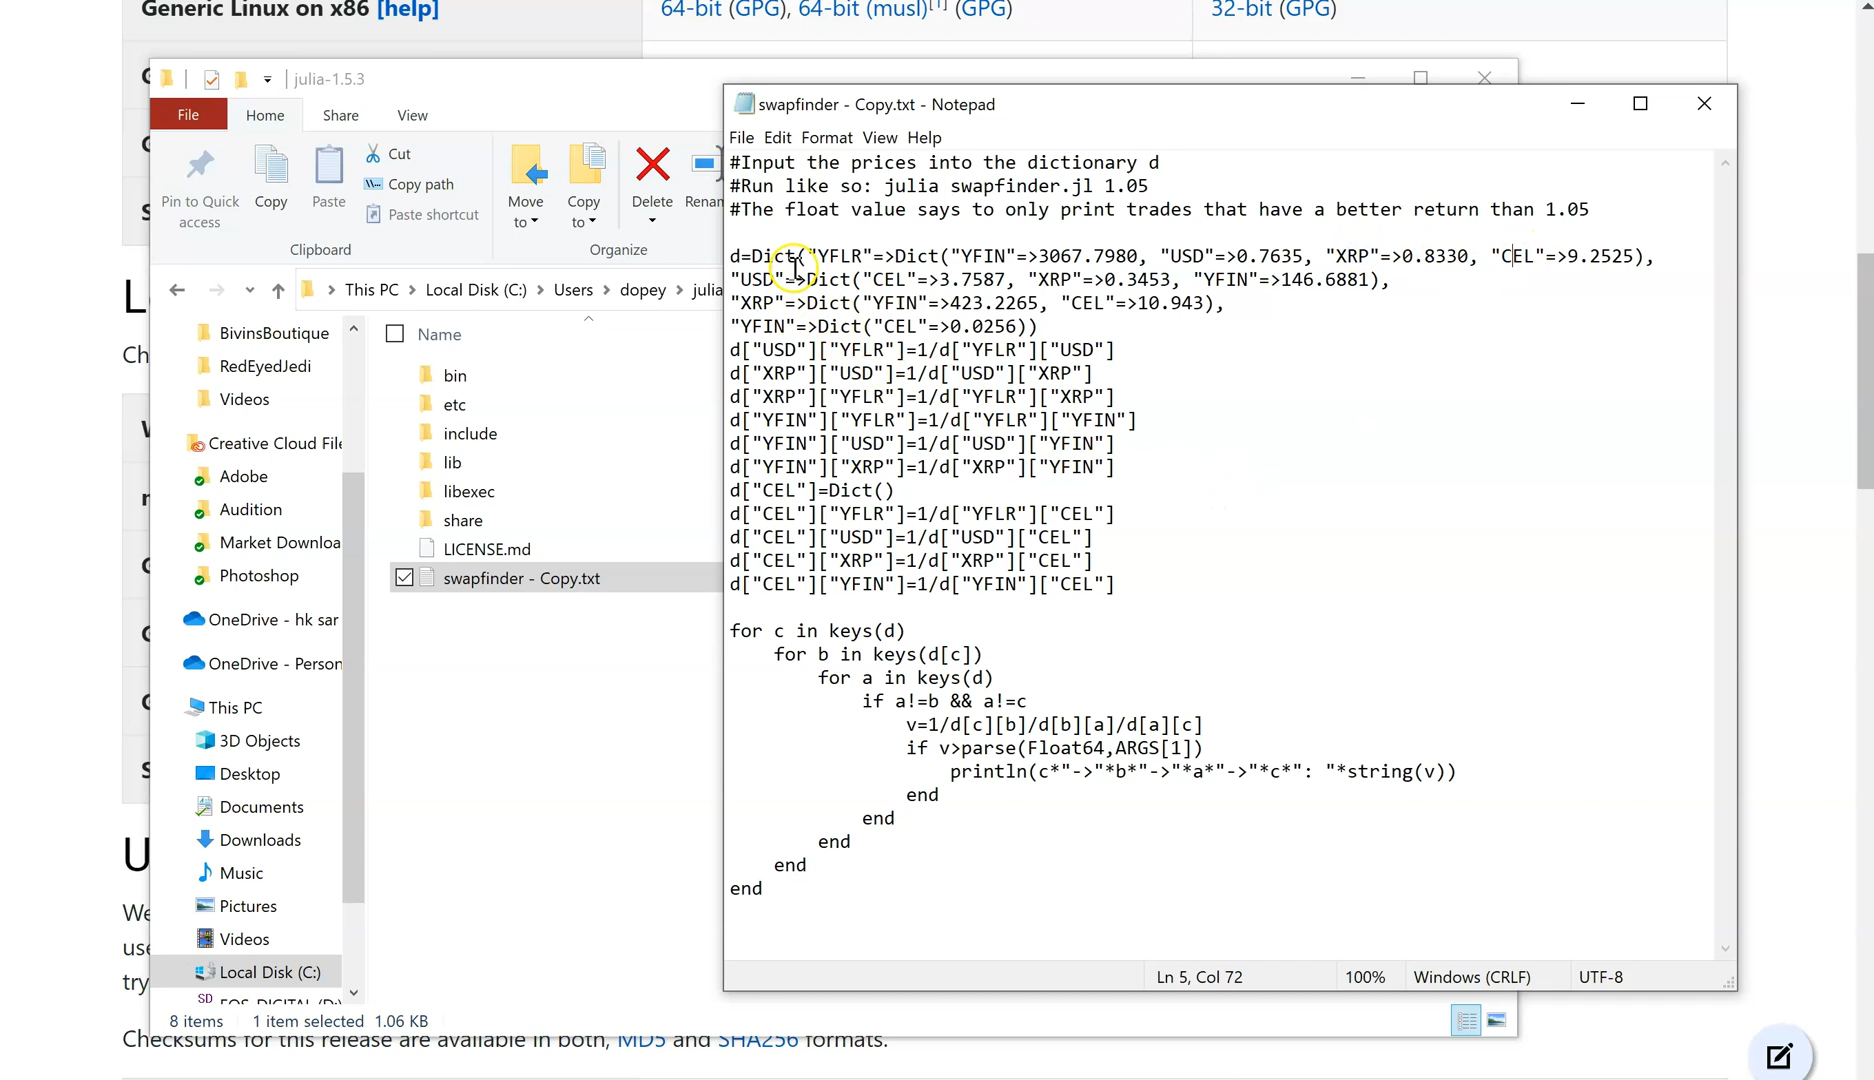 Generic Linux on x86 [help]
64-bit (GPG), 64-bit (musl)[1] (GPG)
32-bit (GPG)
julia-1.5.3
File
Home
Share
View
Pin to Quick
access
Copy
Paste
Cut
Copy path
Paste shortcut
Clipboard
Move
to
Copy
to
Delete
Renam
Organize
This PC > Local Disk (C:) > Users > dopey > julia
BivinsBoutique
RedEyedJedi
Videos
Creative Cloud File
Adobe
Audition
Market Downloa
Photoshop
OneDrive - hk sar
OneDrive - Person
This PC
3D Objects
Desktop
Documents
Downloads
Music
Pictures
Videos
Local Disk (C:)
Name
bin
etc
include
lib
libexec
share
LICENSE.md
swapfinder - Copy.txt
8 items
1 item selected 1.06 KB
swapfinder - Copy.txt - Notepad
File Edit Format View Help
#Input the prices into the dictionary d
#Run like so: julia swapfinder.jl 1.05
#The float value says to only print trades that have a better return than 1.05
d=Dict("YFLR"=>Dict("YFIN"=>3067.7980, "USD"=>0.7635, "XRP"=>0.8330, "CEL"=>9.2525),
"USD"=>Dict("CEL"=>3.7587, "XRP"=>0.3453, "YFIN"=>146.6881),
"XRP"=>Dict("YFIN"=>423.2265, "CEL"=>10.943),
"YFIN"=>Dict("CEL"=>0.0256))
d["USD"]["YFLR"]=1/d["YFLR"]["USD"]
d["XRP"]["USD"]=1/d["USD"]["XRP"]
d["XRP"]["YFLR"]=1/d["YFLR"]["XRP"]
d["YFIN"]["YFLR"]=1/d["YFLR"]["YFIN"]
d["YFIN"]["USD"]=1/d["USD"]["YFIN"]
d["YFIN"]["XRP"]=1/d["XRP"]["YFIN"]
d["CEL"]=Dict()
d["CEL"]["YFLR"]=1/d["YFLR"]["CEL"]
d["CEL"]["USD"]=1/d["USD"]["CEL"]
d["CEL"]["XRP"]=1/d["XRP"]["CEL"]
d["CEL"]["YFIN"]=1/d["YFIN"]["CEL"]
for c in keys(d)
    for b in keys(d[c])
        for a in keys(d)
            if a!=b && a!=c
                v=1/d[c][b]/d[b][a]/d[a][c]
                if v>parse(Float64,ARGS[1])
                    println(c*"->"*b*"->"*a*"->"*c*": "*string(v))
                end
            end
        end
    end
end
Ln 5, Col 72
100%
Windows (CRLF)
UTF-8
Checksums for this release are available in both, MD5 and SHA256 formats.